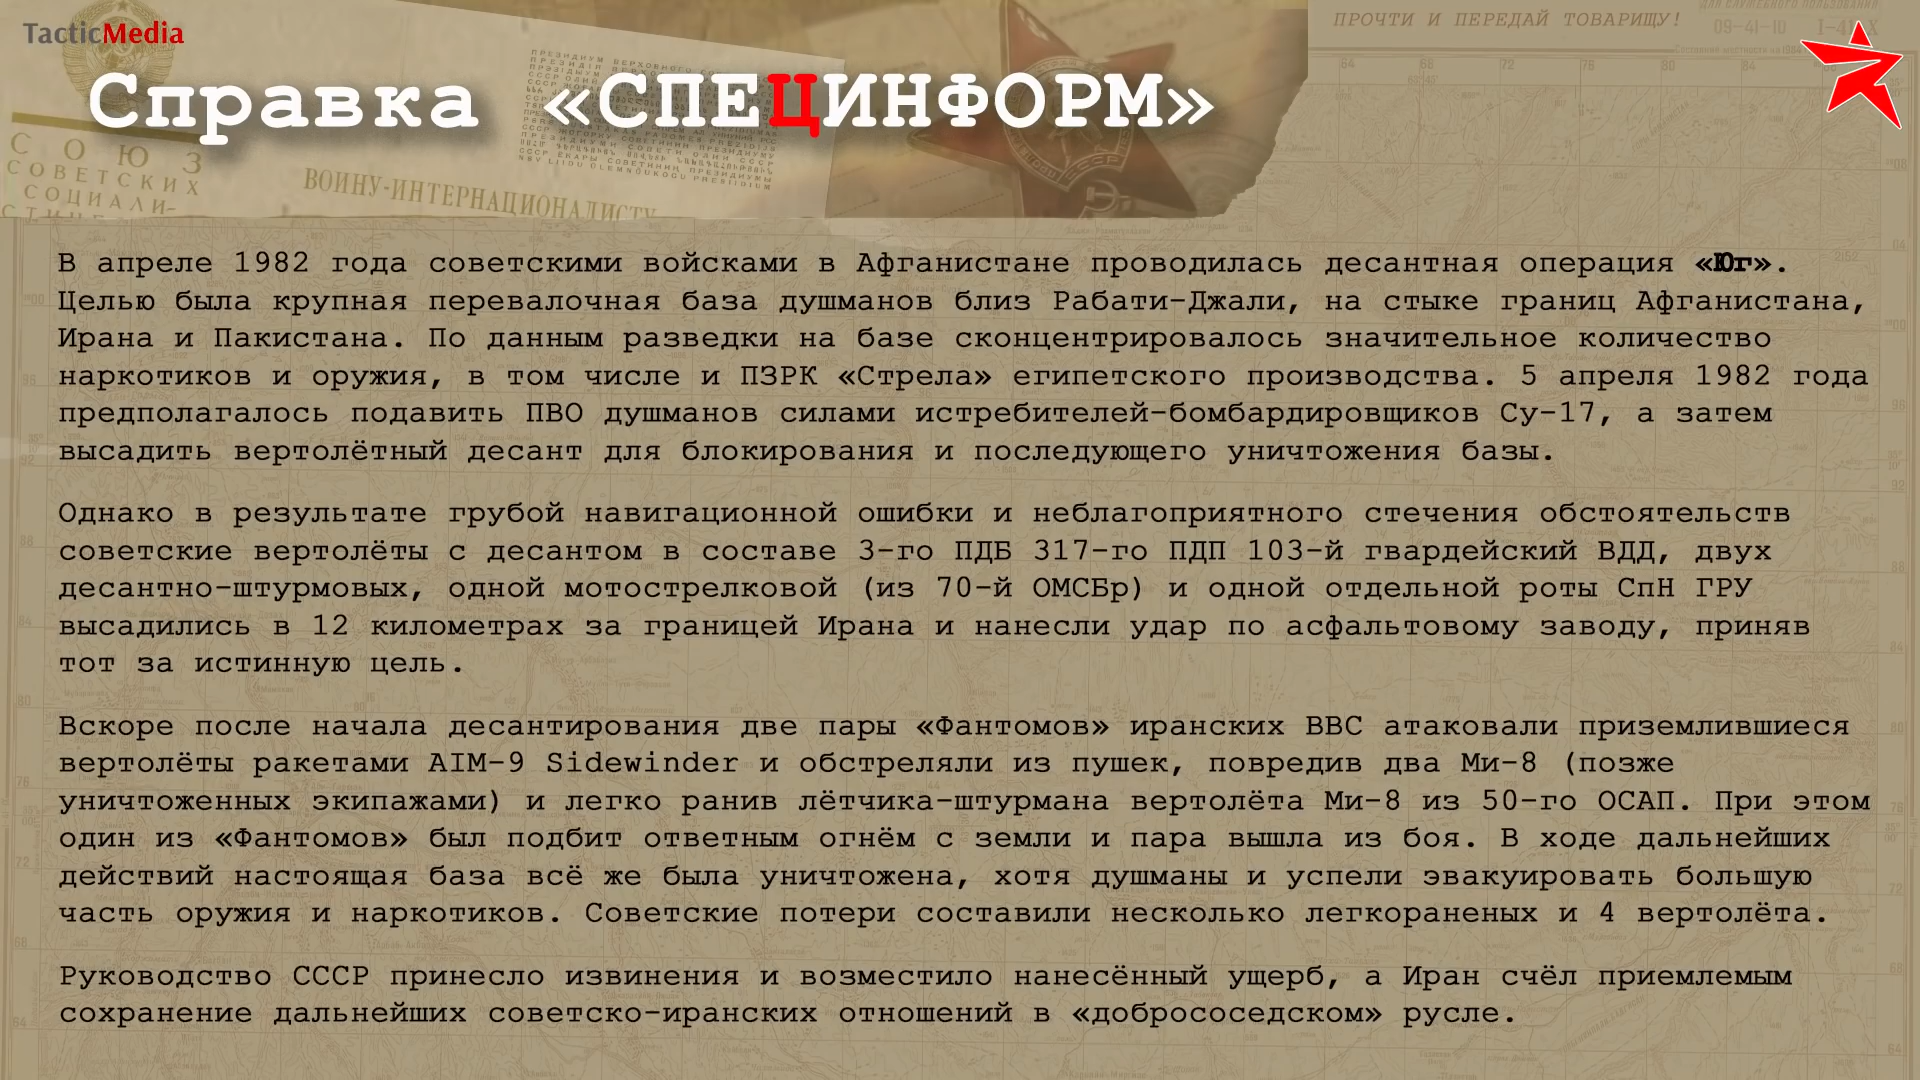 TacticMedia
ПРОЧТИ И ПЕРЕДАЙ ТОВАРИЩУ!
Справка «СПЕЦИНФОРМ»
СОЮЗ
СОВЕТСКИХ
СОЦИАЛИ-
ВОИНУ-ИНТЕРНАЦИОНАЛИСТУ
В апреле 1982 года советскими войсками в Афганистане проводилась десантная операция «Юг».
Целью была крупная перевалочная база душманов близ Рабати-Джали, на стыке границ Афганистана,
Ирана и Пакистана. По данным разведки на базе сконцентрировалось значительное количество
наркотиков и оружия, в том числе и ПЗРК «Стрела» египетского производства. 5 апреля 1982 года
предполагалось подавить ПВО душманов силами истребителей-бомбардировщиков Су-17, а затем
высадить вертолётный десант для блокирования и последующего уничтожения базы.
Однако в результате грубой навигационной ошибки и неблагоприятного стечения обстоятельств
советские вертолёты с десантом в составе 3-го ПДБ 317-го ПДП 103-й гвардейский ВДД, двух
десантно-штурмовых, одной мотострелковой (из 70-й ОМСБр) и одной отдельной роты СпН ГРУ
высадились в 12 километрах за границей Ирана и нанесли удар по асфальтовому заводу, приняв
тот за истинную цель.
Вскоре после начала десантирования две пары «Фантомов» иранских ВВС атаковали приземлившиеся
вертолёты ракетами AIM-9 Sidewinder и обстреляли из пушек, повредив два Ми-8 (позже
уничтоженных экипажами) и легко ранив лётчика-штурмана вертолёта Ми-8 из 50-го ОСАП. При этом
один из «Фантомов» был подбит ответным огнём с земли и пара вышла из боя. В ходе дальнейших
действий настоящая база всё же была уничтожена, хотя душманы и успели эвакуировать большую
часть оружия и наркотиков. Советские потери составили несколько легкораненых и 4 вертолёта.
Руководство СССР принесло извинения и возместило нанесённый ущерб, а Иран счёл приемлемым
сохранение дальнейших советско-иранских отношений в «добрососедском» русле.